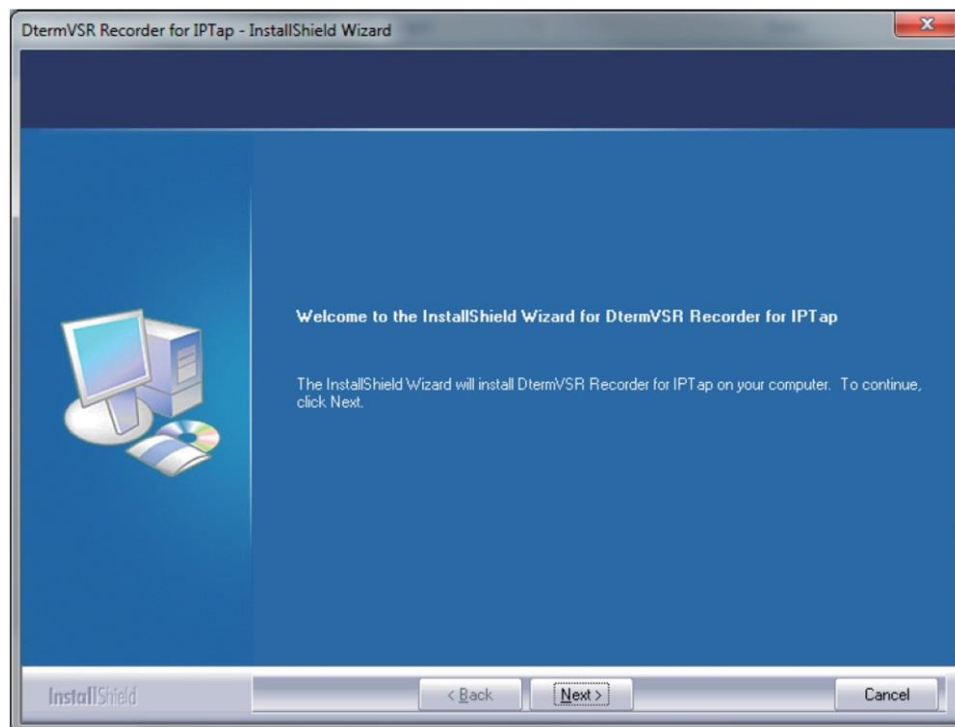 DtermVSR Recorder for IPTap - InstallShield Wizard
Welcome to the InstallShield Wizard for DtermVSR Recorder for IPTap
The InstallShield Wizard will install DtermVSR Recorder for IPTap on your computer. To continue,
click Next.
InstallShield
< Back
Next >
Cancel